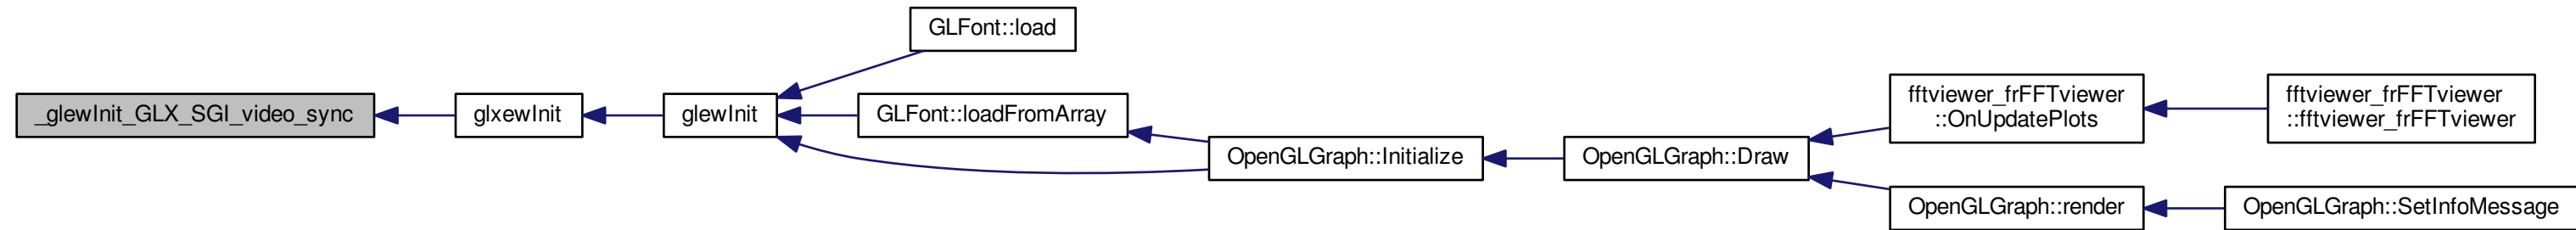 GLFont::load
_glewInit_GLX_SGI_video_sync
glxewInit
glewInit
GLFont::loadFromArray
OpenGLGraph::Initialize
OpenGLGraph::Draw
fftviewer_frFFTviewer
::OnUpdatePlots
fftviewer_frFFTviewer
::fftviewer_frFFTviewer
OpenGLGraph::render
OpenGLGraph::SetInfoMessage